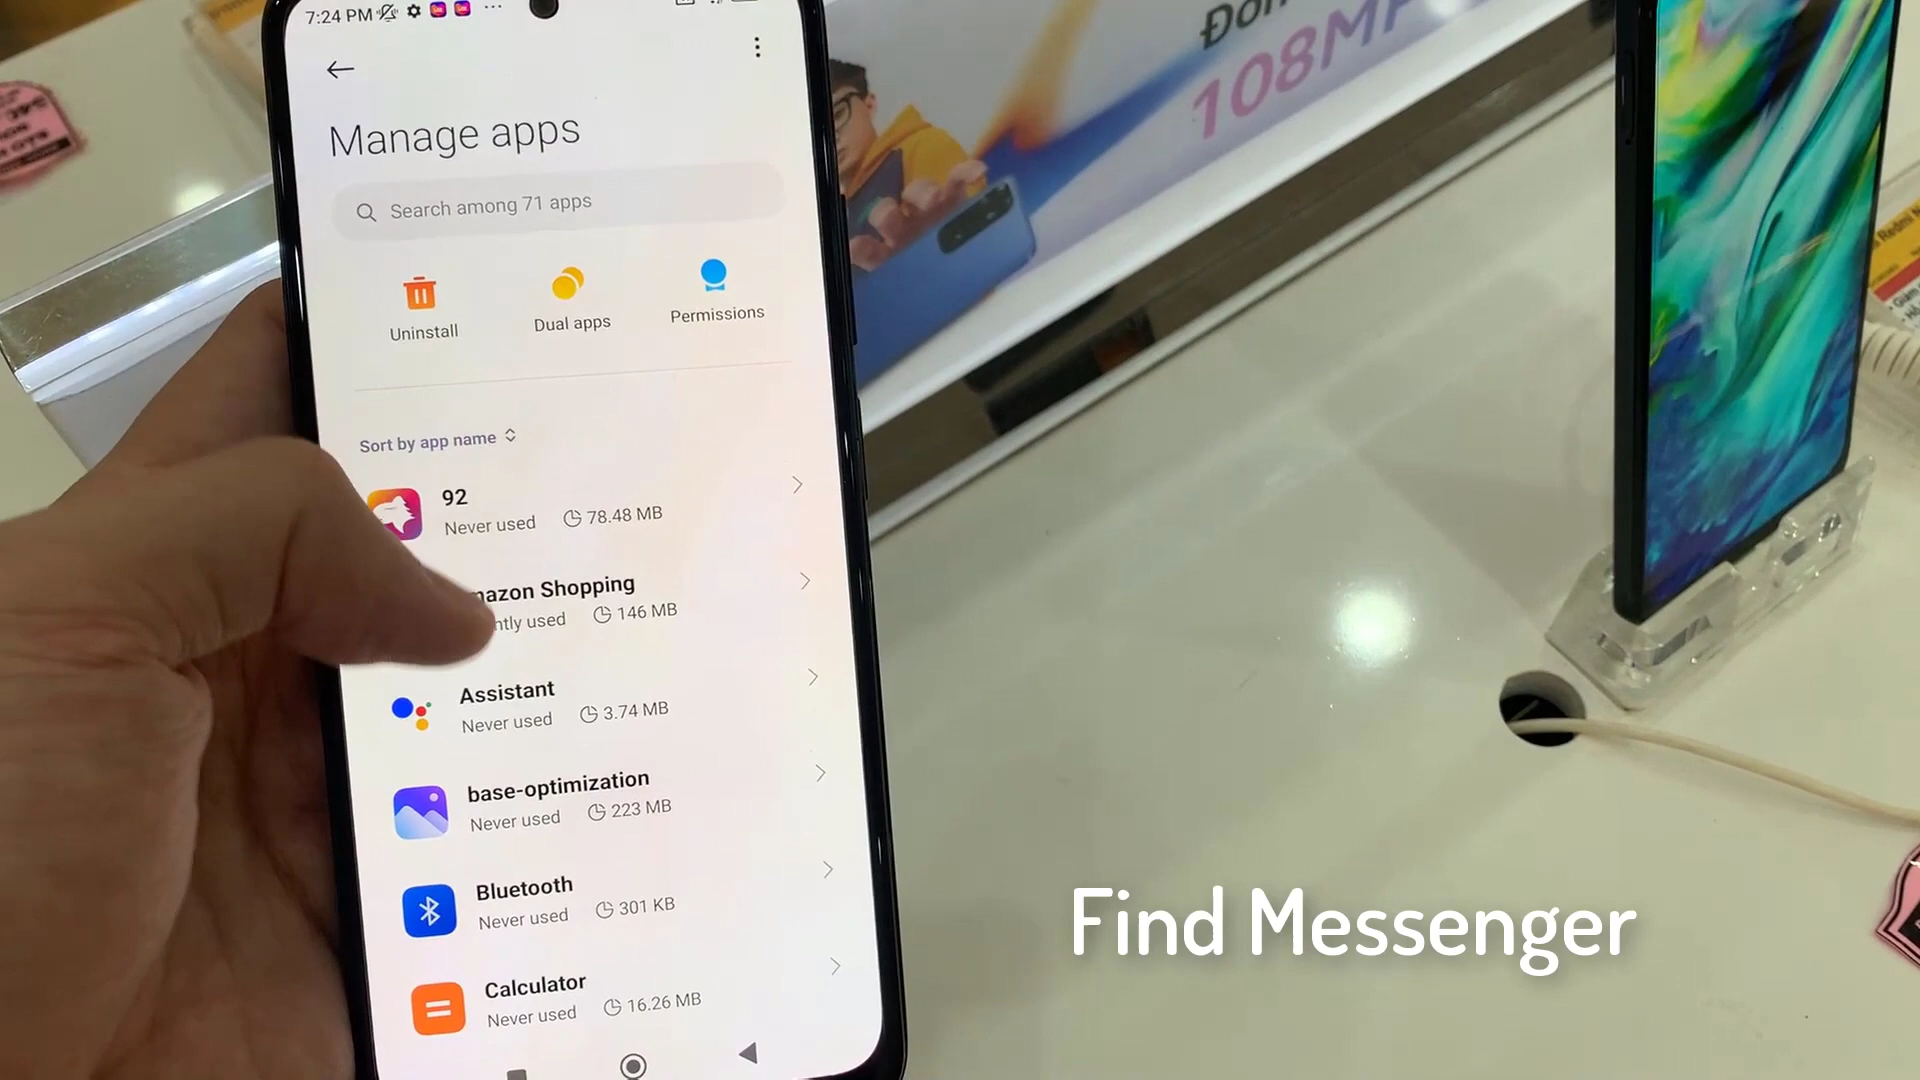 7:24 PM
Manage apps
Search among 71 apps
Uninstall
Dual apps
Permissions
Sort by app name
92
Never used 78.48 MB
mazon Shopping
ntly used 146 MB
Assistant
Never used 3.74 MB
base-optimization
Never used 223 MB
Bluetooth
Never used 301 KB
Calculator
Never used 16.26 MB
108MP
Redmi
Find Messenger